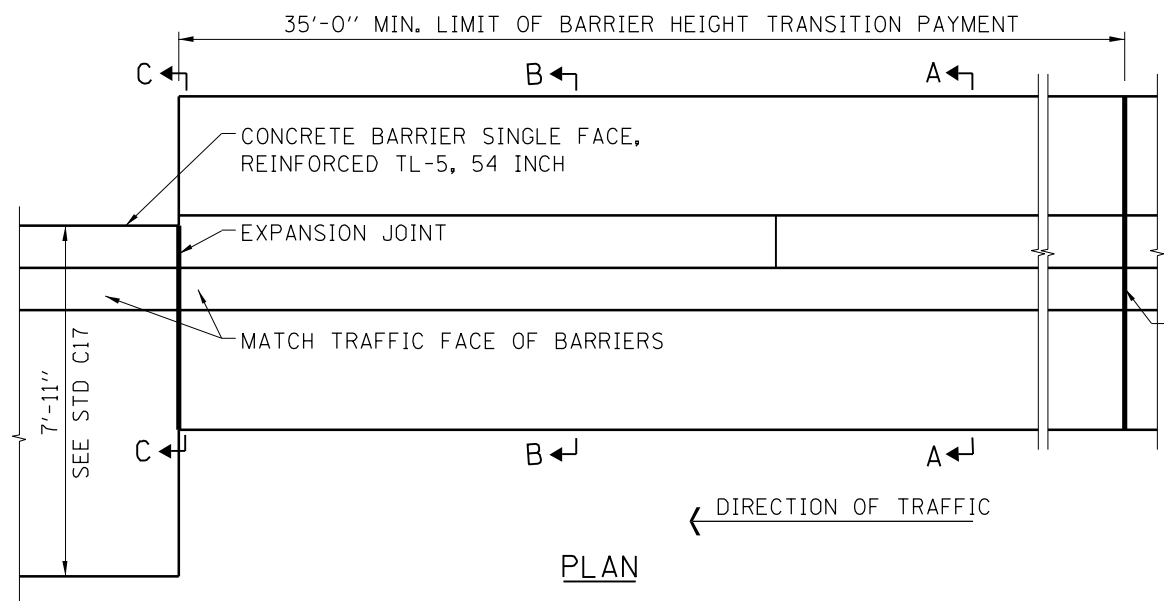 35'-0" MIN. LIMIT OF BARRIER HEIGHT TRANSITION PAYMENT
C
B
A
CONCRETE BARRIER SINGLE FACE,
REINFORCED TL-5, 54 INCH
EXPANSION JOINT
MATCH TRAFFIC FACE OF BARRIERS
7'-11"
SEE STD C17
C
B
A
DIRECTION OF TRAFFIC
PLAN